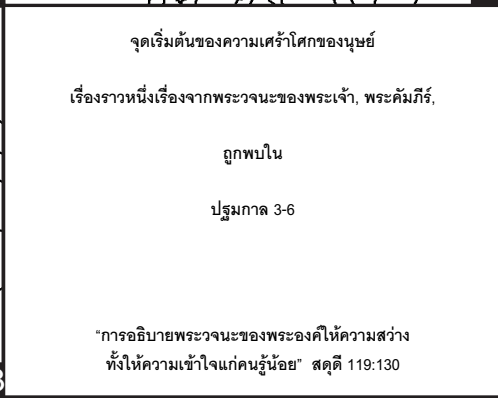 จุดเริ่มต้นของความเศร้าโศกของนุษย์
เรื่องราวหนึ่งเรื่องจากพระวจนะของพระเจ้า, พระคัมภีร์,
ถูกพบใน
ปฐมกาล 3-6
“การอธิบายพระวจนะของพระองค์ให้ความสว่าง
ทั้งให้ความเข้าใจแก่คนรู้น้อย” สดุดี 119:130